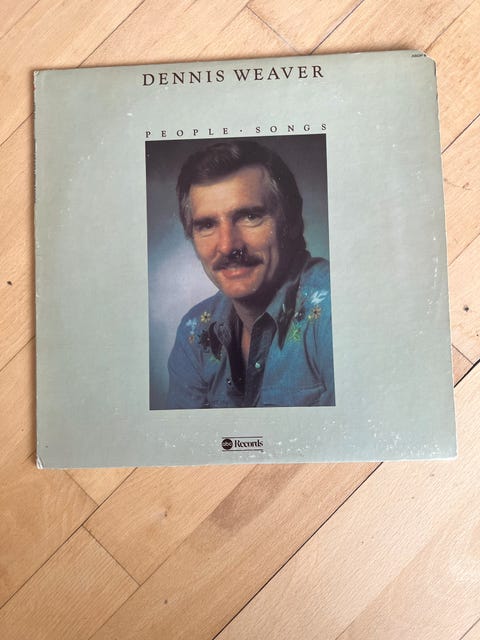 DENNIS WEAVER
PEOPLE · SONGS
abc Records